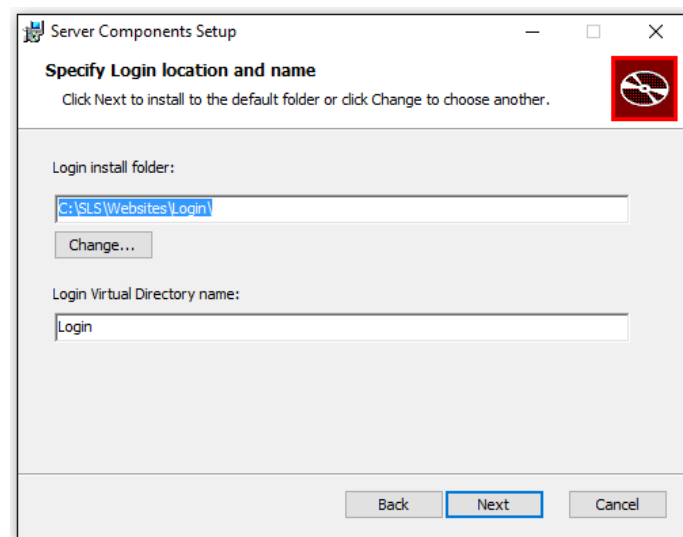 Server Components Setup
Specify Login location and name
Click Next to install to the default folder or click Change to choose another.
Login install folder:
C:\SLS\Websites\Login\
Change...
Login Virtual Directory name:
Login
Back Next Cancel